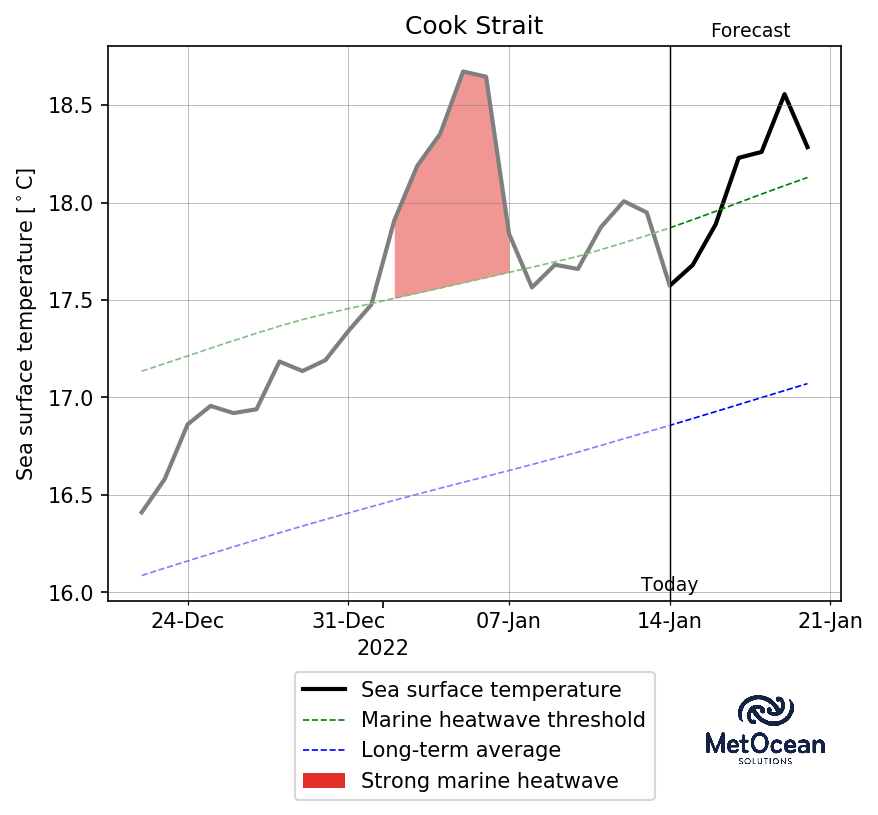 Cook Strait
Forecast
Sea surface temperature [°C]
18.5
18.0
17.5
17.0
16.5
16.0
Today
24-Dec 31-Dec 07-Jan 14-Jan 21-Jan
2022
Sea surface temperature
Marine heatwave threshold
Long-term average
Strong marine heatwave
MetOcean
SOLUTIONS